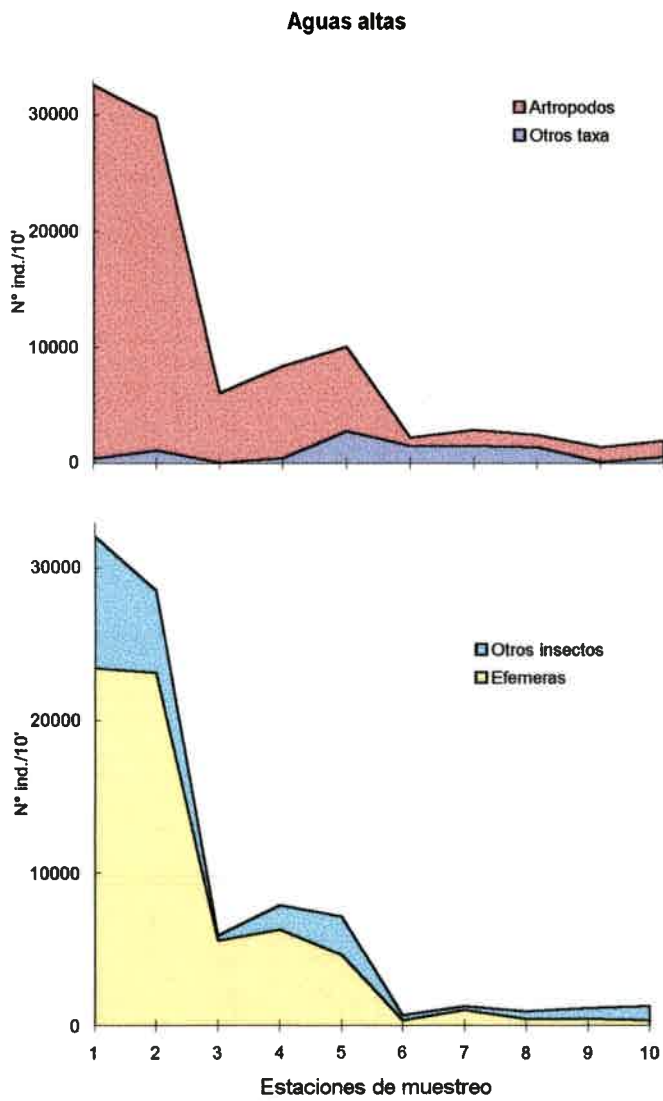 Aguas altas
30000
20000
10000
0
N° ind./10'
Artropodos
Otros taxa
30000
20000
10000
0
N° ind./10'
Otros insectos
Efemeras
1 2 3 4 5 6 7 8 9 10
Estaciones de muestreo